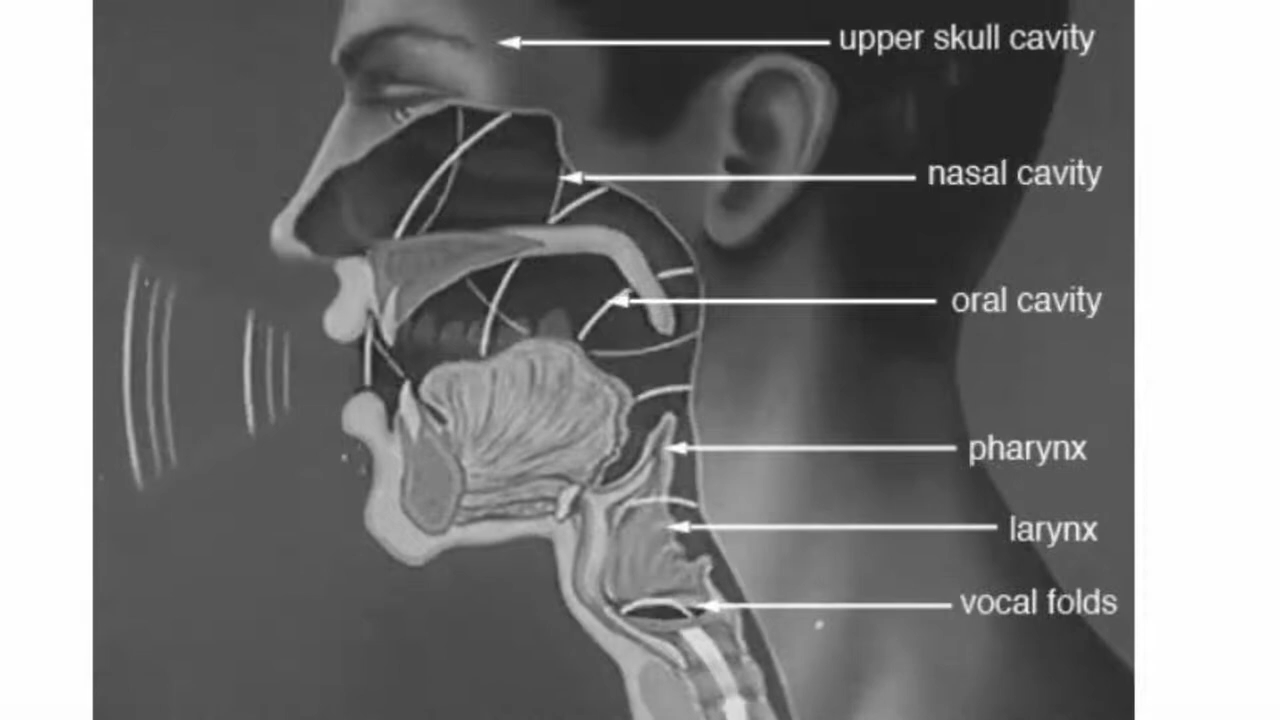 upper skull cavity
nasal cavity
oral cavity
pharynx
larynx
vocal folds